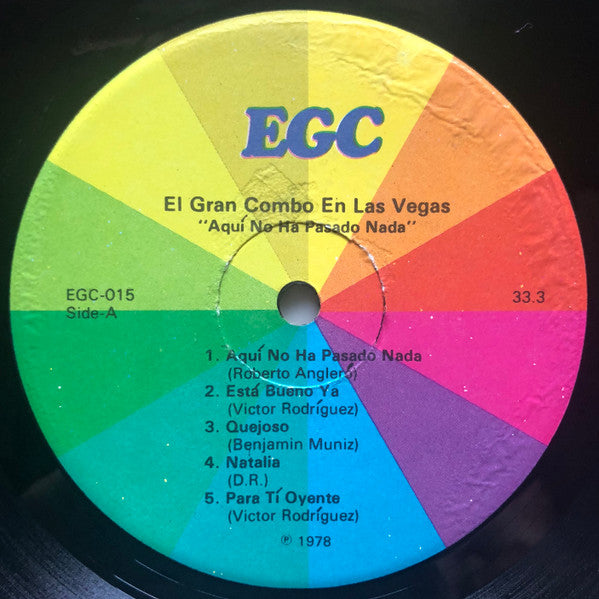 EGC
El Gran Combo En Las Vegas
"Aquí No Ha Pasado Nada"
EGC-015
33.3
Side-A
1. Aquí No Ha Pasado Nada
(Roberto Angleró)
2. Está Bueno Ya
(Victor Rodríguez)
3. Quejoso
(Benjamin Muniz)
4. Natalia
(D.R.)
5. Para Tí Oyente
(Victor Rodríguez)
℗ 1978